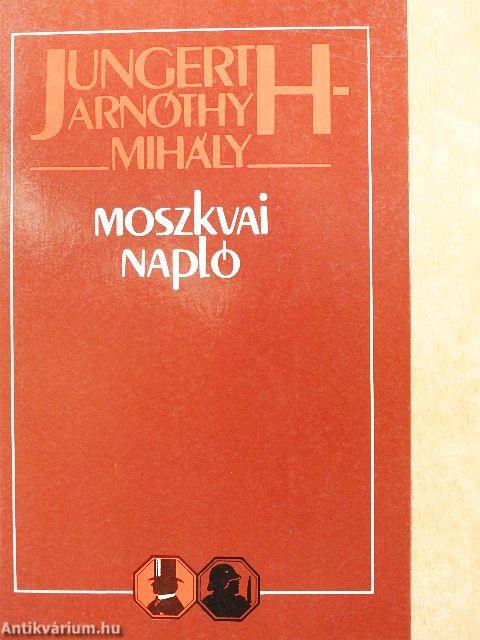 JUNGERTH-
ARNÓTHY
MIHÁLY
MOSZKVAI
NAPLÓ
Antikvárium.hu